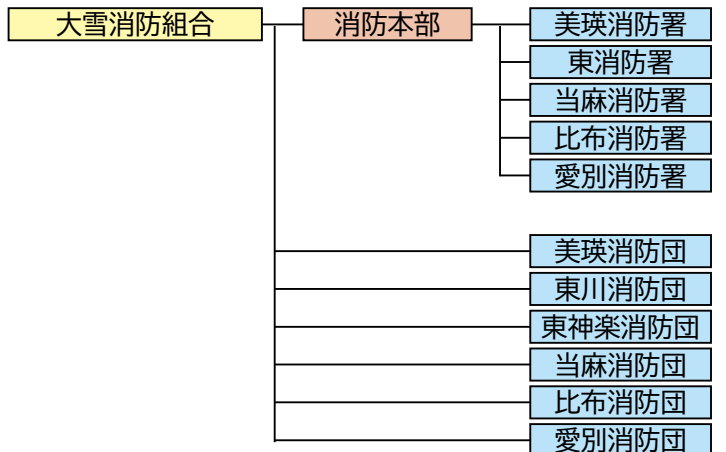 大雪消防組合
消防本部
美瑛消防署
東消防署
当麻消防署
比布消防署
愛別消防署
美瑛消防団
東川消防団
東神楽消防団
当麻消防団
比布消防団
愛別消防団